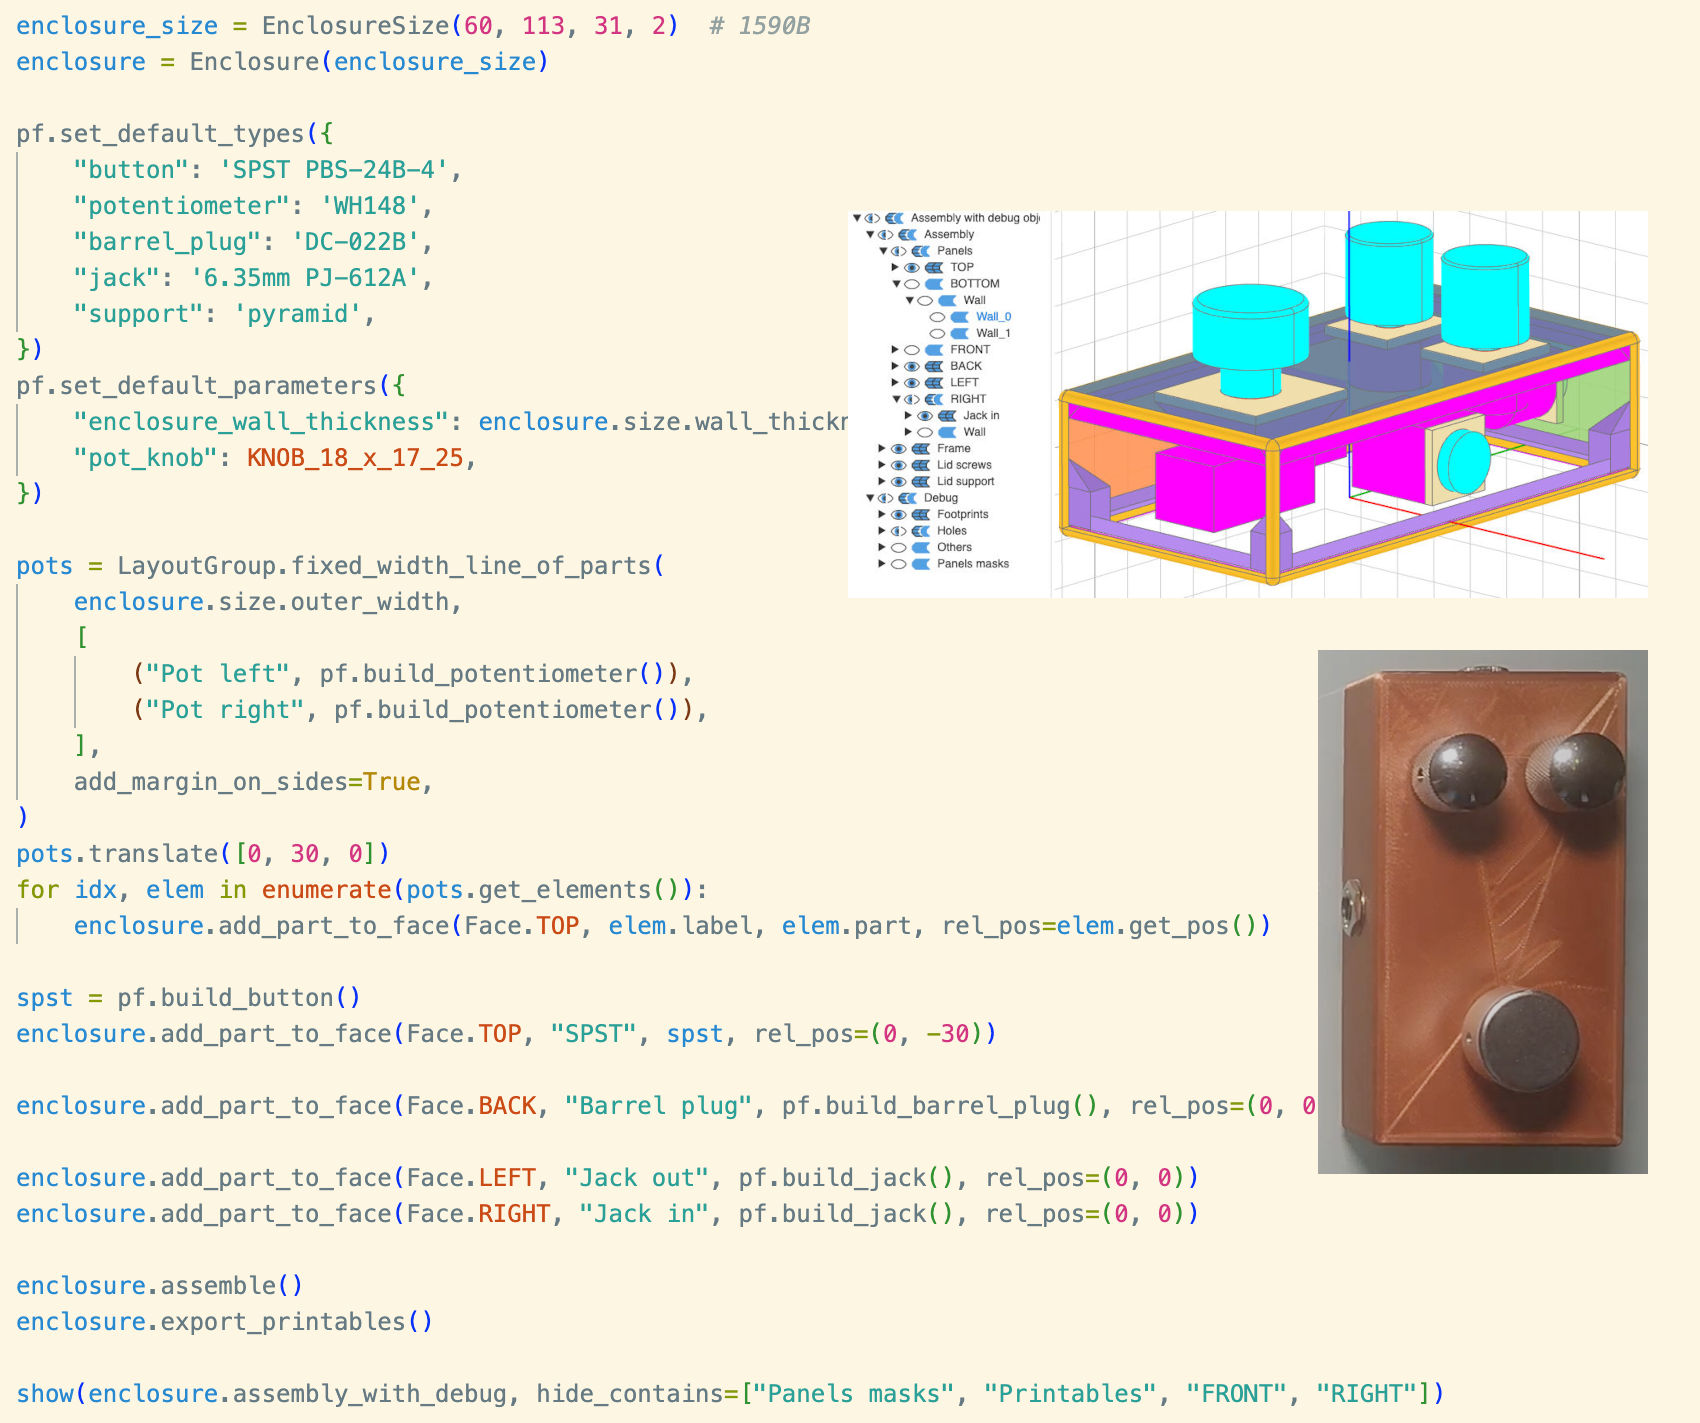 enclosure_size = EnclosureSize(60, 113, 31, 2)  # 1590B
enclosure = Enclosure(enclosure_size)
pf.set_default_types({
    "button": 'SPST PBS-24B-4',
    "potentiometer": 'WH148',
    "barrel_plug": 'DC-022B',
    "jack": '6.35mm PJ-612A',
    "support": 'pyramid',
})
pf.set_default_parameters({
    "enclosure_wall_thickness": enclosure.size.wall_thickn
    "pot_knob": KNOB_18_x_17_25,
})
pots = LayoutGroup.fixed_width_line_of_parts(
    enclosure.size.outer_width,
    [
        ("Pot left", pf.build_potentiometer()),
        ("Pot right", pf.build_potentiometer()),
    ],
    add_margin_on_sides=True,
)
pots.translate([0, 30, 0])
for idx, elem in enumerate(pots.get_elements()):
    enclosure.add_part_to_face(Face.TOP, elem.label, elem.part, rel_pos=elem.get_pos())
spst = pf.build_button()
enclosure.add_part_to_face(Face.TOP, "SPST", spst, rel_pos=(0, -30))
enclosure.add_part_to_face(Face.BACK, "Barrel plug", pf.build_barrel_plug(), rel_pos=(0, 0
enclosure.add_part_to_face(Face.LEFT, "Jack out", pf.build_jack(), rel_pos=(0, 0))
enclosure.add_part_to_face(Face.RIGHT, "Jack in", pf.build_jack(), rel_pos=(0, 0))
enclosure.assemble()
enclosure.export_printables()
show(enclosure.assembly_with_debug, hide_contains=["Panels masks", "Printables", "FRONT", "RIGHT"])
Assembly with debug obj
Assembly
Panels
TOP
BOTTOM
Wall
Wall_0
Wall_1
FRONT
BACK
LEFT
RIGHT
Jack in
Wall
Frame
Lid screws
Lid support
Debug
Footprints
Holes
Others
Panels masks